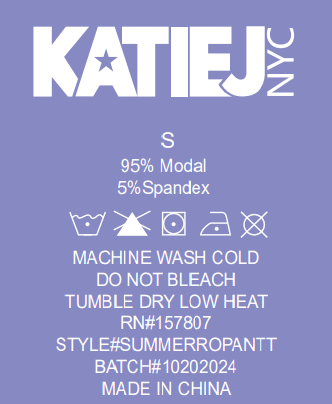 KATIEJ NYC
S
95% Modal
5%Spandex
MACHINE WASH COLD
DO NOT BLEACH
TUMBLE DRY LOW HEAT
RN#157807
STYLE#SUMMERROPANTT
BATCH#10202024
MADE IN CHINA